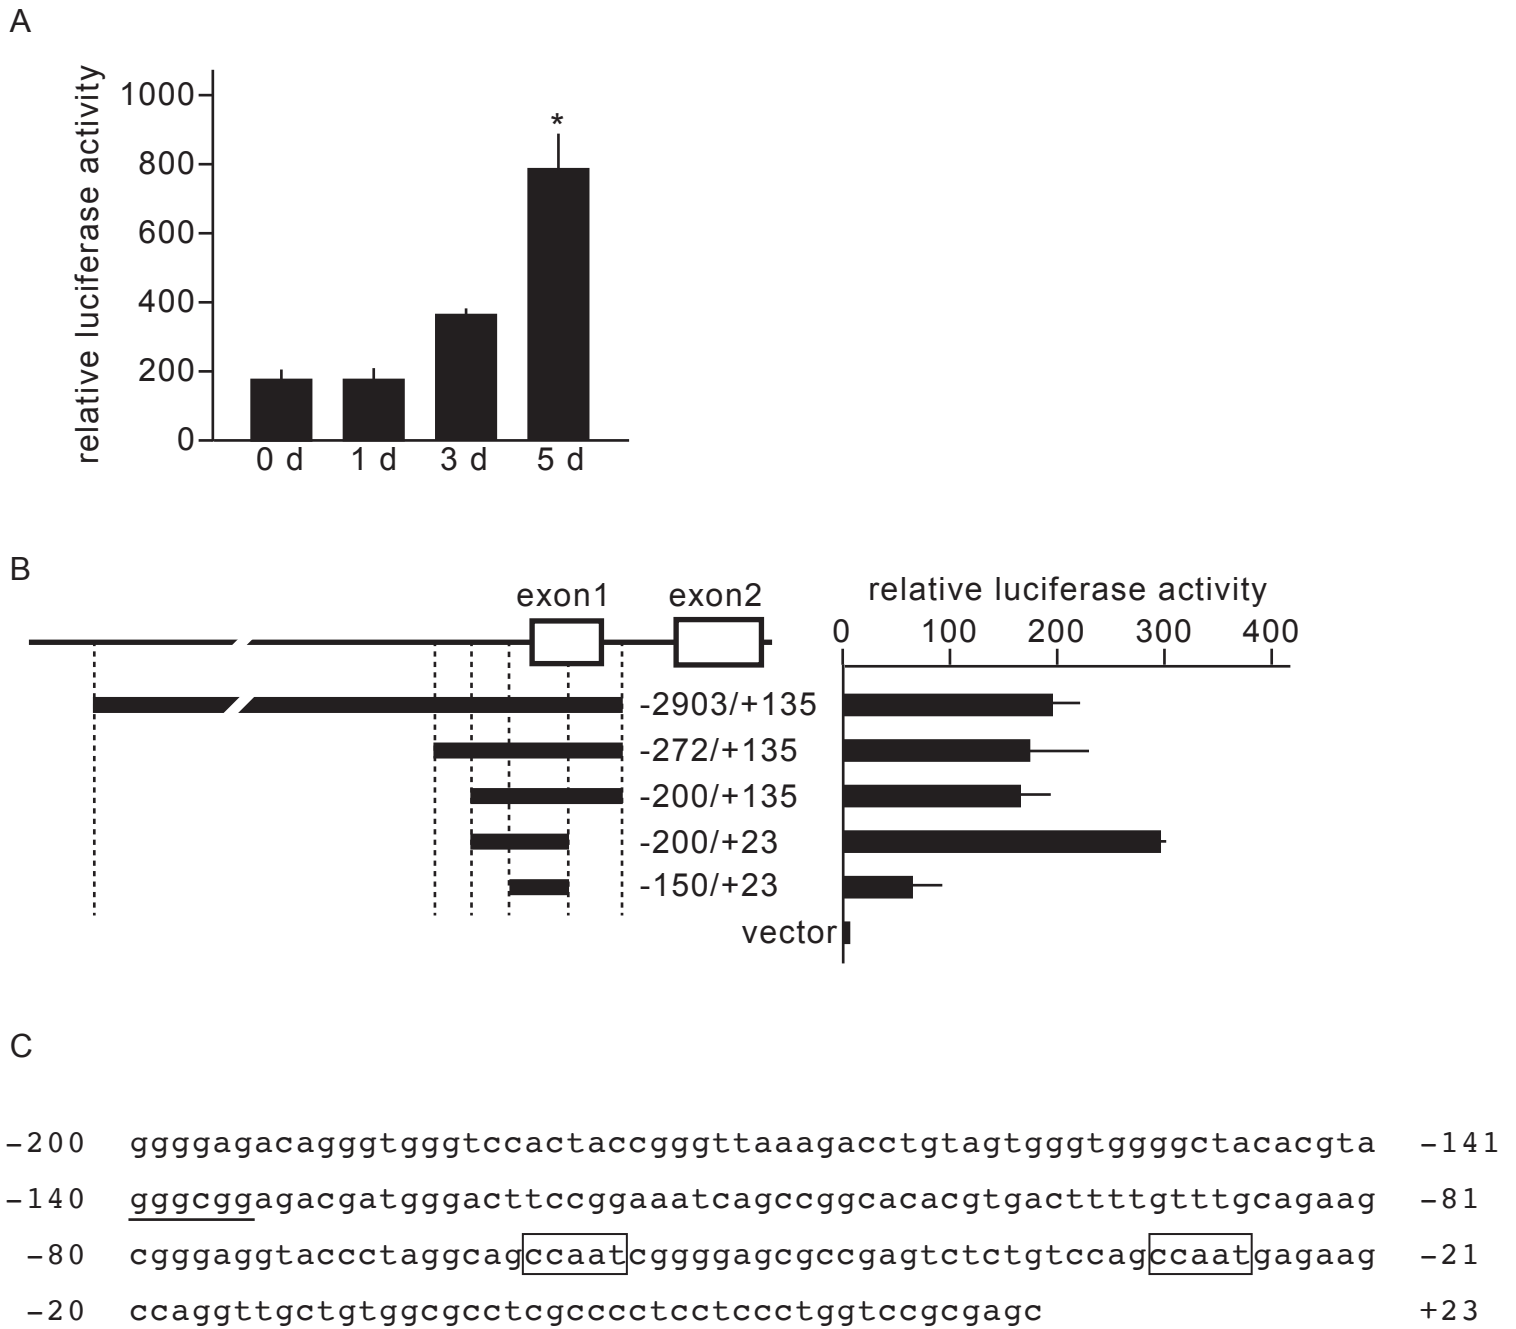 A
relative luciferase activity
1000
800
600
400
200
0
*
0 d 1 d 3 d 5 d
B
exon1 exon2
relative luciferase activity
0 100 200 300 400
-2903/+135
-272/+135
-200/+135
-200/+23
-150/+23
vector
C
-200 ggggagacagggtgggtccactaccgggttaaagacctgtagtgggtggggctacacgta -141
-140 gggcggagacgatgggacttccggaaatcagccggcacacgtgacttttgtttgcagaag -81
-80 cgggaggtaccctaggcagccaatcggggagcgccgagtctctgtccagccaatgagaag -21
-20 ccaggttgctgtggcgcctcgcccctcctccctggtccgcgagc +23